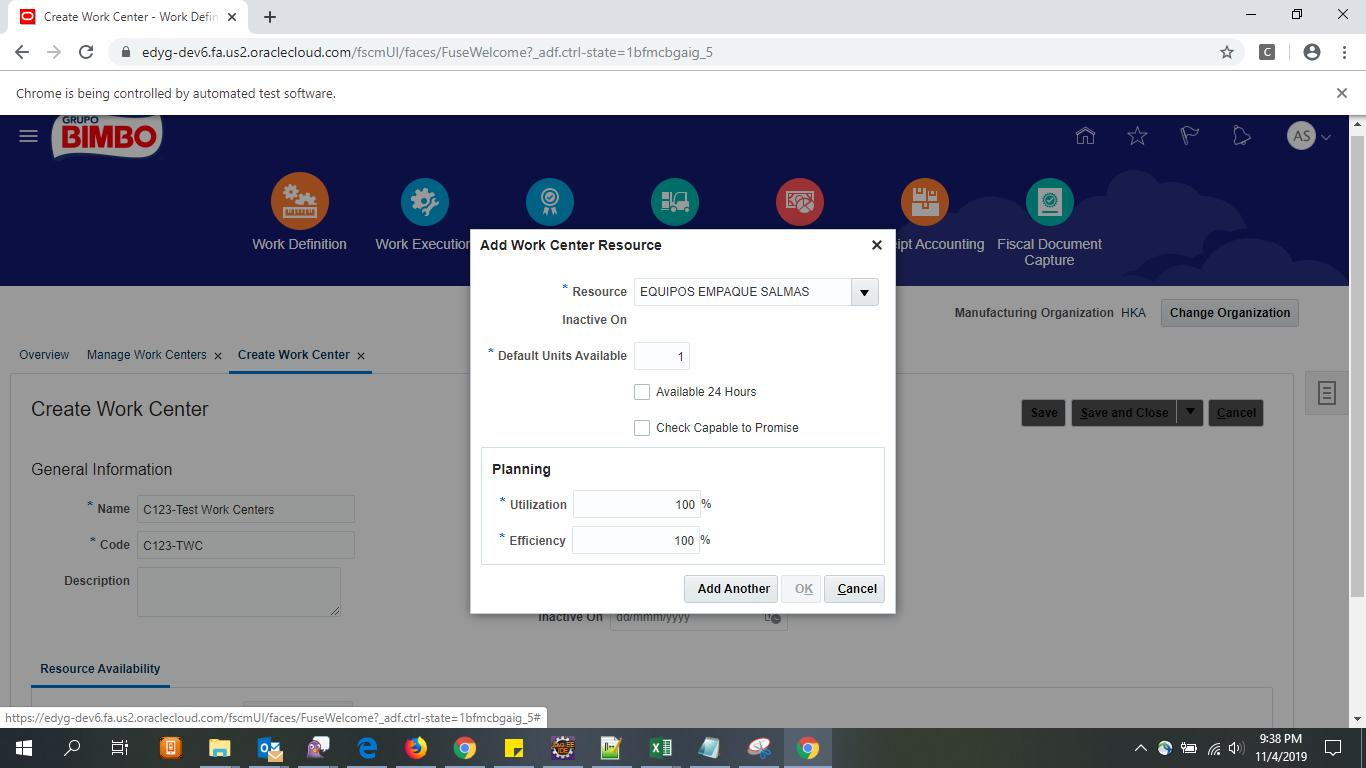 Create Work Center - Work Defin
edyg-dev6.fa.us2.oraclecloud.com/fscmUI/faces/FuseWelcome?_adf.ctrl-state=1bfmcbgaig_5
C
Chrome is being controlled by automated test software.
GRUPO
BIMBO
AS
Work Definition
Work Execution
ipt Accounting
Fiscal Document
Capture
Add Work Center Resource
* Resource EQUIPOS EMPAQUE SALMAS
Inactive On
Manufacturing Organization HKA Change Organization
Overview Manage Work Centers Create Work Center
* Default Units Available 1
Available 24 Hours
Create Work Center
Save Save and Close Cancel
Check Capable to Promise
General Information
Planning
* Name C123-Test Work Centers
* Utilization 100 %
* Code C123-TWC
* Efficiency 100 %
Description
Add Another OK Cancel
Inactive On dd/mmm/yyyy
Resource Availability
https://edyg-dev6.fa.us2.oraclecloud.com/fscmUI/faces/FuseWelcome?_adf.ctrl-state=1bfmcbgaig_5#
9:38 PM
11/4/2019